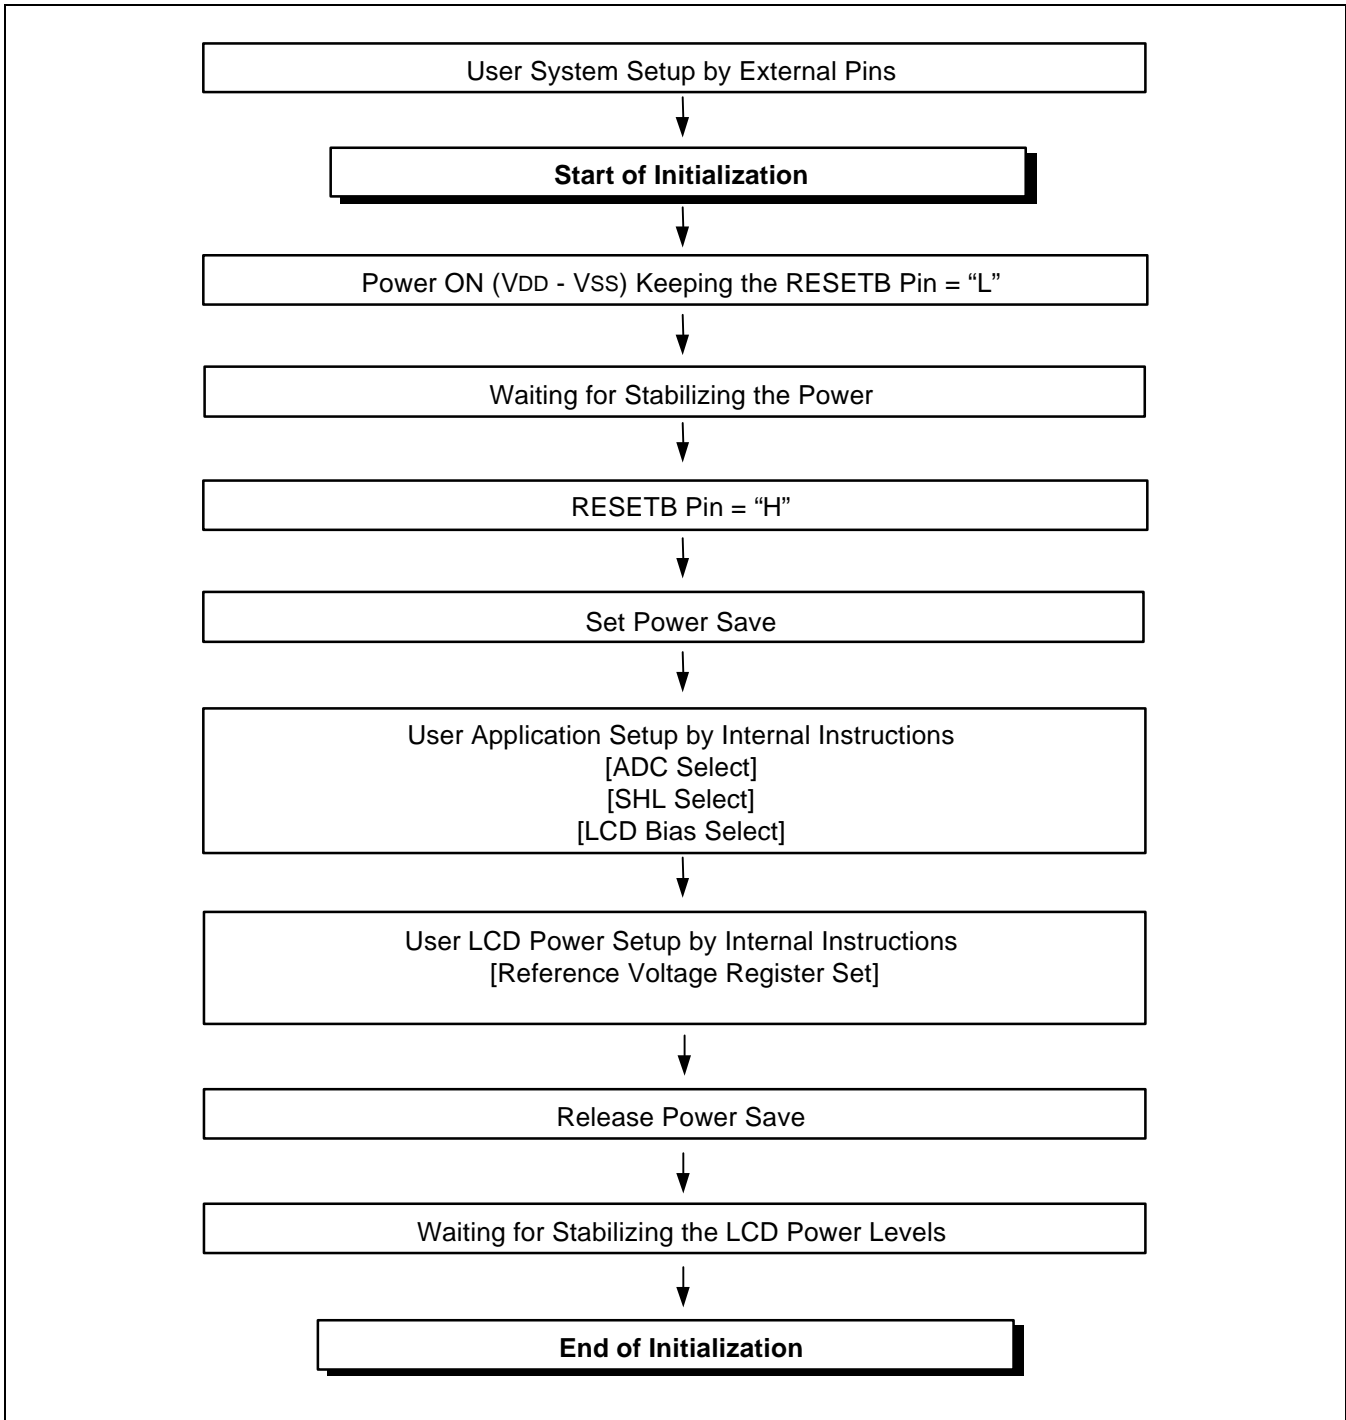 User System Setup by External Pins
Start of Initialization
Power ON (VDD - VSS) Keeping the RESETB Pin = “L”
Waiting for Stabilizing the Power
RESETB Pin = “H”
Set Power Save
User Application Setup by Internal Instructions
[ADC Select]
[SHL Select]
[LCD Bias Select]
User LCD Power Setup by Internal Instructions
[Reference Voltage Register Set]
Release Power Save
Waiting for Stabilizing the LCD Power Levels
End of Initialization